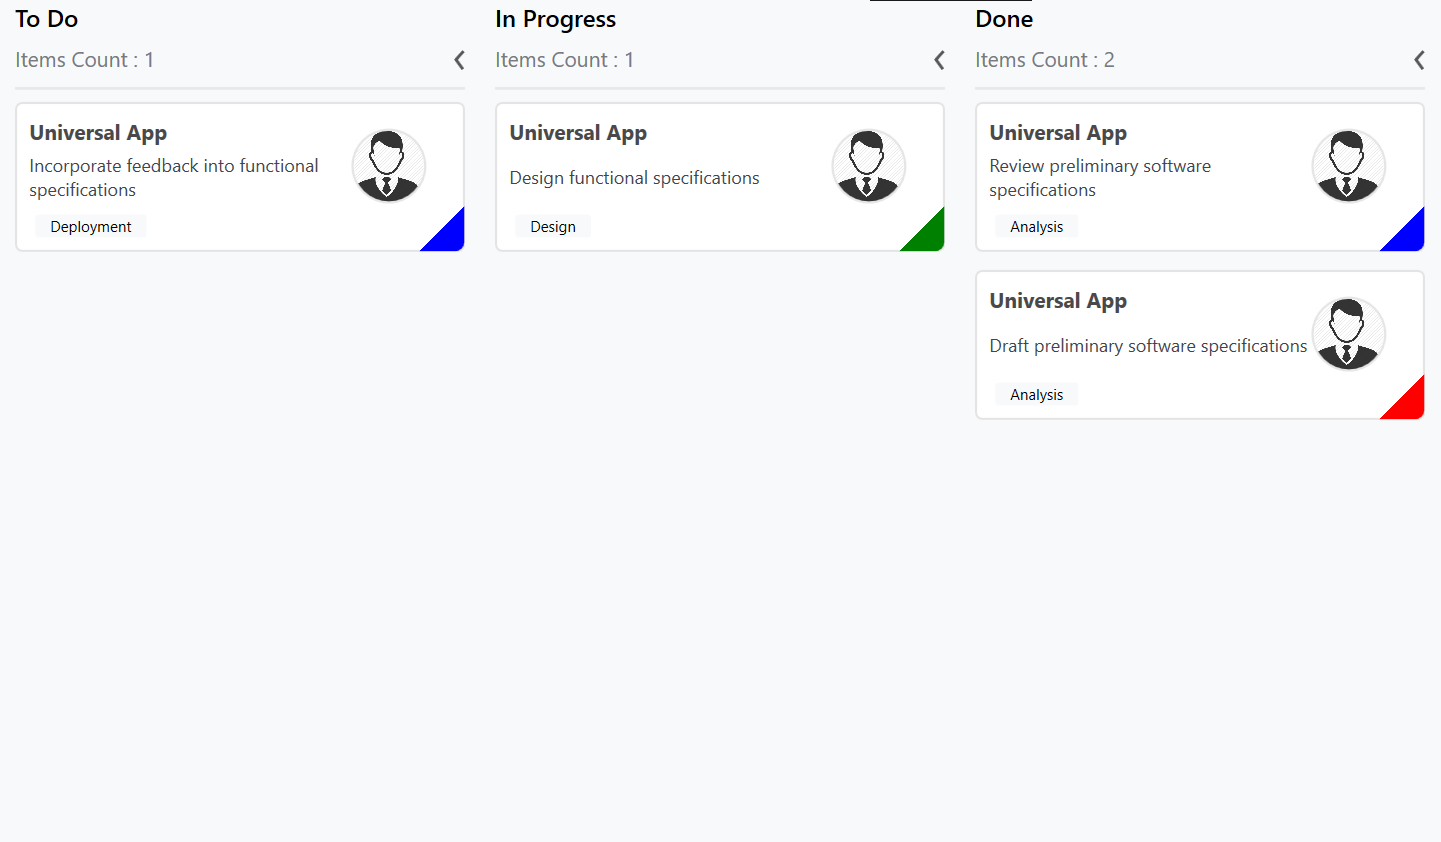 To Do
Items Count : 1
Universal App
Incorporate feedback into functional
specifications
Deployment
In Progress
Items Count : 1
Universal App
Design functional specifications
Design
Done
Items Count : 2
Universal App
Review preliminary software
specifications
Analysis
Universal App
Draft preliminary software specifications
Analysis